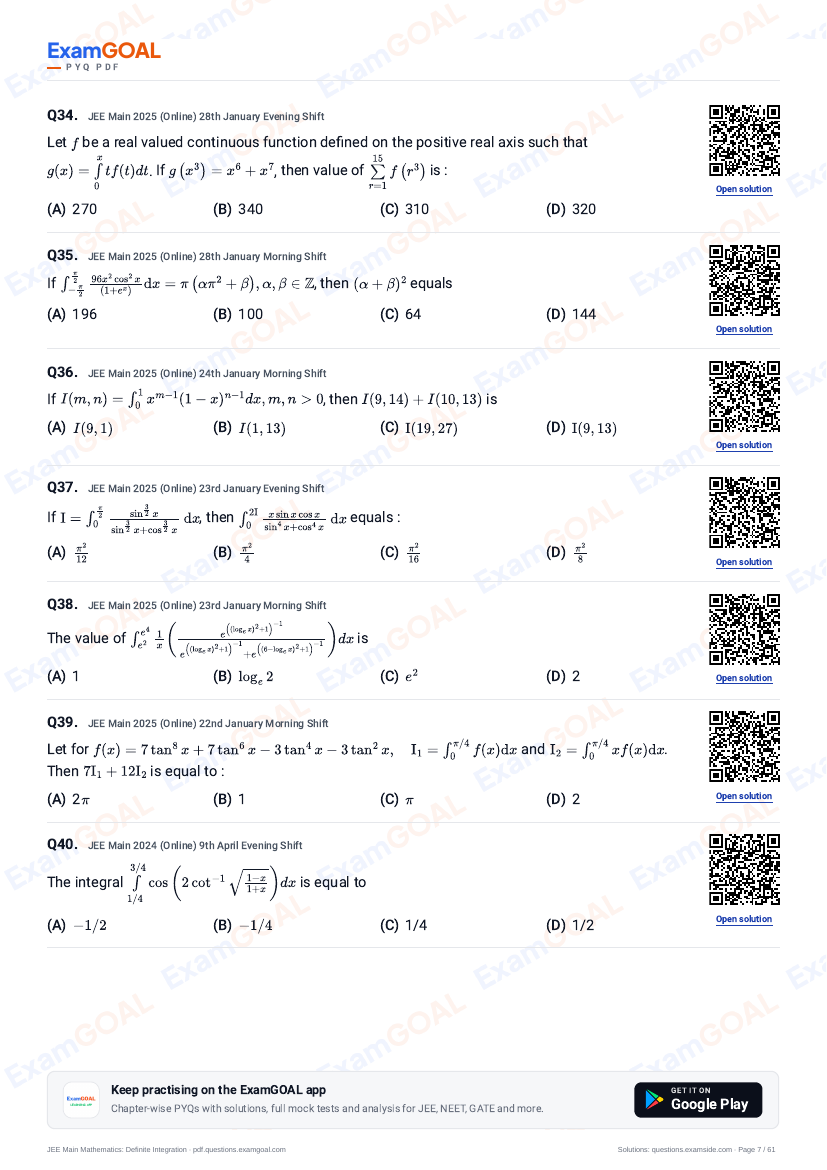 ExamGOAL
PYQ PDF
Q34. JEE Main 2025 (Online) 28th January Evening Shift
Let f be a real valued continuous function defined on the positive real axis such that
g(x) = ∫₀ˣ t f(t)dt. If g(x³) = x⁶ + x⁷, then value of ∑_{r=1}^{15} f(r³) is :
(A) 270 (B) 340 (C) 310 (D) 320
Open solution
Q35. JEE Main 2025 (Online) 28th January Morning Shift
If ∫_{-π/2}^{π/2} (96x² cos² x)/((1+eˣ)) dx = π(απ² + β), α, β ∈ ℤ, then (α + β)² equals
(A) 196 (B) 100 (C) 64 (D) 144
Open solution
Q36. JEE Main 2025 (Online) 24th January Morning Shift
If I(m, n) = ∫₀¹ x^{m−1}(1 − x)^{n−1}dx, m, n > 0, then I(9, 14) + I(10, 13) is
(A) I(9, 1) (B) I(1, 13) (C) I(19, 27) (D) I(9, 13)
Open solution
Q37. JEE Main 2025 (Online) 23rd January Evening Shift
If I = ∫₀^{π/2} (sin^{3/2} x)/(sin^{3/2} x+cos^{3/2} x) dx, then ∫₀^{2I} (x sin x cos x)/(sin⁴ x+cos⁴ x) dx equals :
(A) π²/12 (B) π²/4 (C) π²/16 (D) π²/8
Open solution
Q38. JEE Main 2025 (Online) 23rd January Morning Shift
The value of ∫_{e²}^{e⁴} 1/x ( e^{((log_e x)²+1)^{−1}} / ( e^{((log_e x)²+1)^{−1}} + e^{((6−log_e x)²+1)^{−1}} ) ) dx is
(A) 1 (B) log_e 2 (C) e² (D) 2
Open solution
Q39. JEE Main 2025 (Online) 22nd January Morning Shift
Let for f(x) = 7 tan⁸ x + 7 tan⁶ x − 3 tan⁴ x − 3 tan² x, I₁ = ∫₀^{π/4} f(x)dx and I₂ = ∫₀^{π/4} xf(x)dx.
Then 7I₁ + 12I₂ is equal to :
(A) 2π (B) 1 (C) π (D) 2
Open solution
Q40. JEE Main 2024 (Online) 9th April Evening Shift
The integral ∫_{1/4}^{3/4} cos(2 cot⁻¹ √((1−x)/(1+x))) dx is equal to
(A) −1/2 (B) −1/4 (C) 1/4 (D) 1/2
Open solution
Keep practising on the ExamGOAL app
Chapter-wise PYQs with solutions, full mock tests and analysis for JEE, NEET, GATE and more.
GET IT ON
Google Play
JEE Main Mathematics: Definite Integration · pdf.questions.examgoal.com
Solutions: questions.examside.com · Page 7 / 61